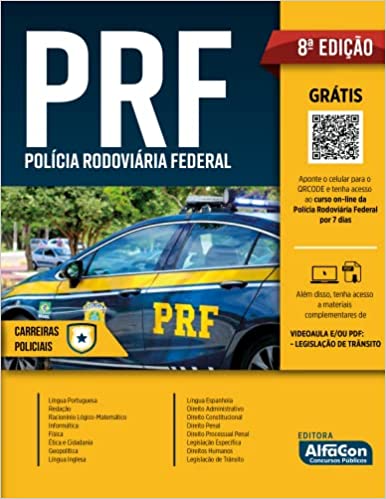 PRF
POLÍCIA RODOVIÁRIA FEDERAL
8ª EDIÇÃO
GRÁTIS
Aponte o celular para o
QRCODE e tenha acesso
ao curso on-line da
Polícia Rodoviária Federal
por 7 dias
Além disso, tenha acesso
a materiais
complementares de
VIDEOAULA E/OU PDF:
- LEGISLAÇÃO DE TRÂNSITO
PRF
CARREIRAS
POLICIAIS
Língua Portuguesa
Redação
Raciocínio Lógico-Matemático
Informática
Física
Ética e Cidadania
Geopolítica
Língua Inglesa
Língua Espanhola
Direito Administrativo
Direito Constitucional
Direito Penal
Direito Processual Penal
Legislação Específica
Direitos Humanos
Legislação de Trânsito
EDITORA
AlfaCon
Concursos Públicos